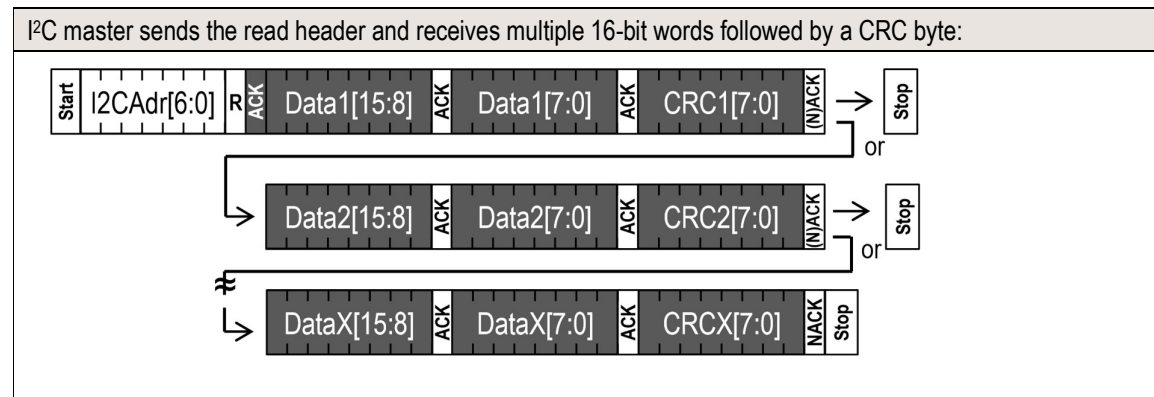 I²C master sends the read header and receives multiple 16-bit words followed by a CRC byte:
Start I2CAdr[6:0] R ACK Data1[15:8] ACK Data1[7:0] ACK CRC1[7:0] (N)ACK Stop
or
Data2[15:8] ACK Data2[7:0] ACK CRC2[7:0] (N)ACK Stop
or
DataX[15:8] ACK DataX[7:0] ACK CRCX[7:0] NACK Stop